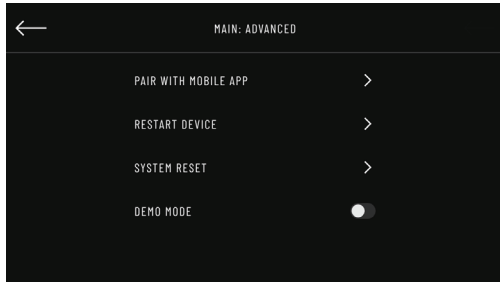 MAIN: ADVANCED
PAIR WITH MOBILE APP
RESTART DEVICE
SYSTEM RESET
DEMO MODE